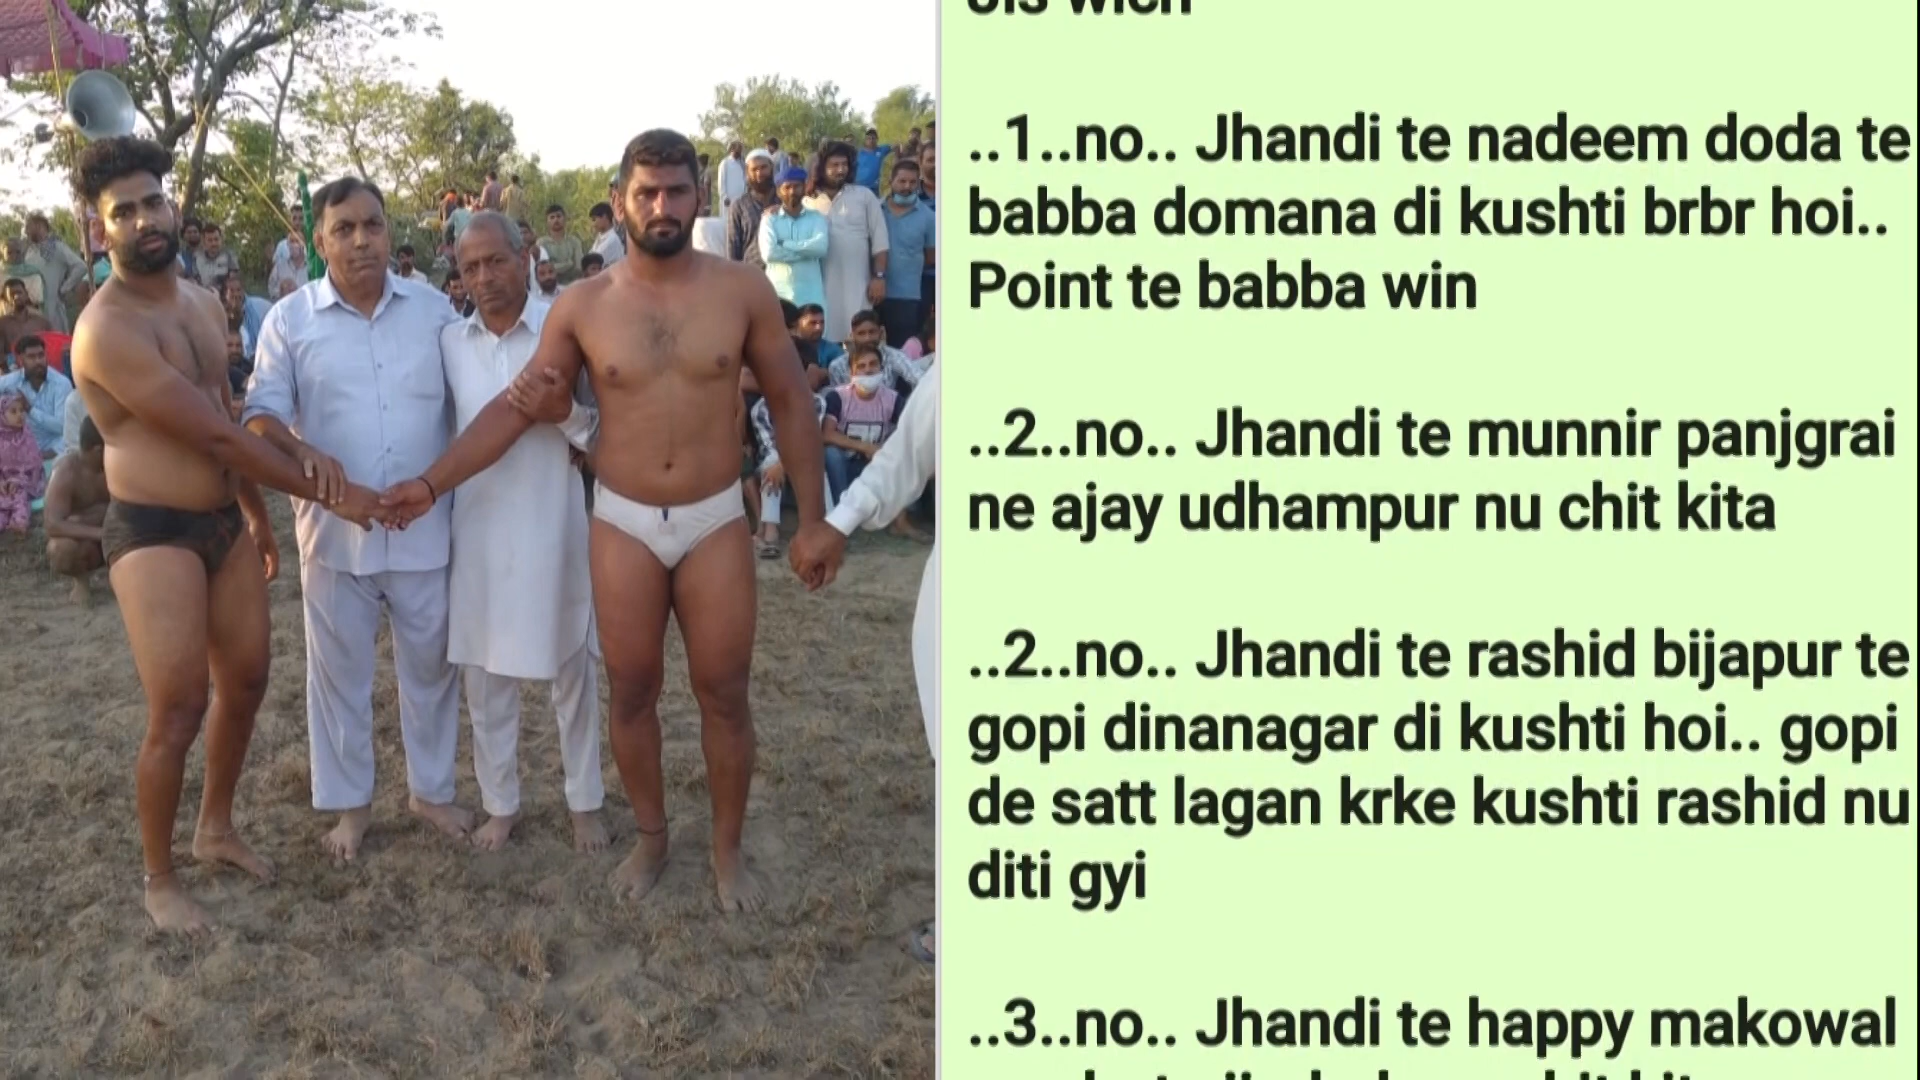 ..1..no.. Jhandi te nadeem doda te
babba domana di kushti brbr hoi..
Point te babba win
..2..no.. Jhandi te munnir panjgrai
ne ajay udhampur nu chit kita
..2..no.. Jhandi te rashid bijapur te
gopi dinanagar di kushti hoi.. gopi
de satt lagan krke kushti rashid nu
diti gyi
..3..no.. Jhandi te happy makowal